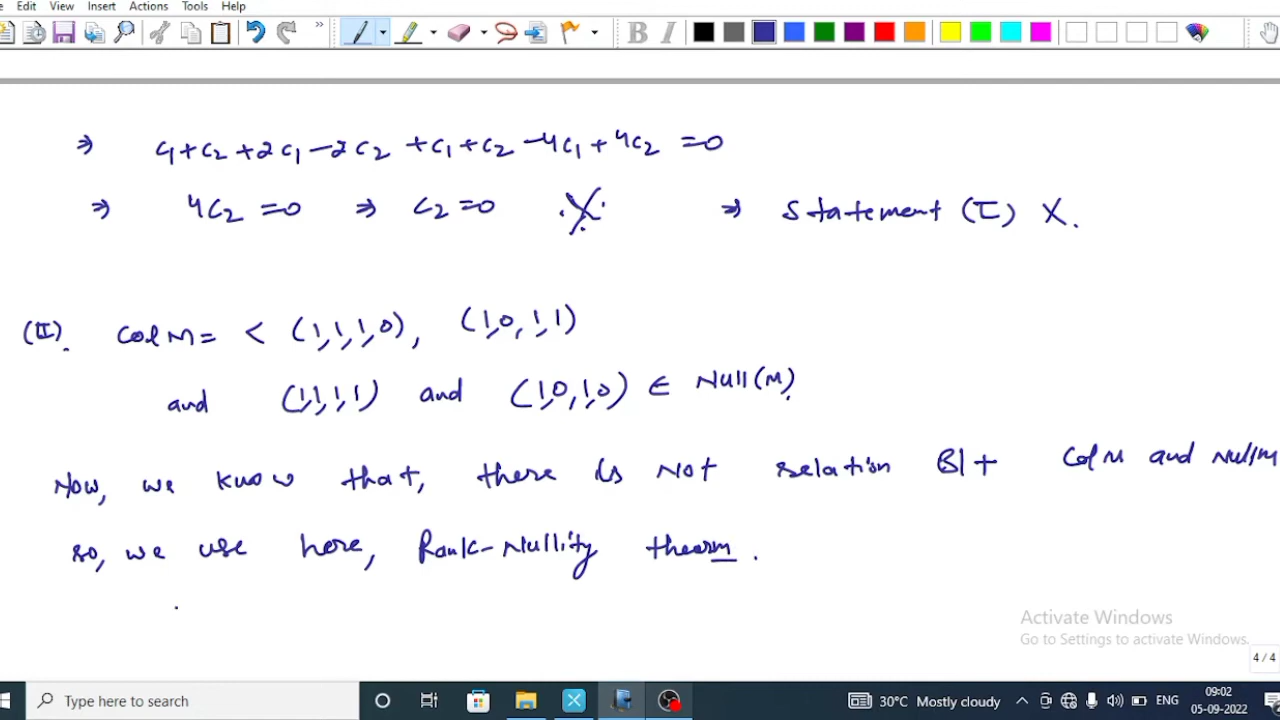 Edit View Insert Actions Tools Help
⇒ c1+c2 +2c1 -2c2 +c1 +c2 -4c1 + 4c2 =0
⇒ 4c2 =0 ⇒ c2 =0 X ⇒ Statement (I) X.
(II). Col M = < (1,1,1,0), (1,0,1,1)
and (1,1,1,1) and (1,0,1,0) ∈ Null(M).
Now, we know that, there is Not relation B/t Col M and Null M
so, we use here, Rank-Nullity theorm.
Activate Windows
Go to Settings to activate Windows.
4 / 4
Type here to search
30°C Mostly cloudy ENG 09:02
05-09-2022